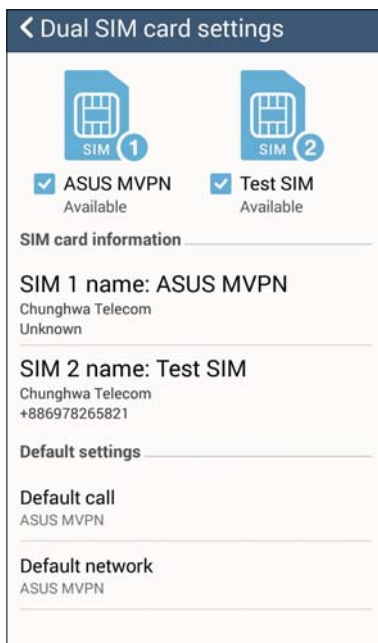 Dual SIM card settings
SIM 1 SIM 2
ASUS MVPN Test SIM
Available Available
SIM card information
SIM 1 name: ASUS MVPN
Chunghwa Telecom
Unknown
SIM 2 name: Test SIM
Chunghwa Telecom
+886978265821
Default settings
Default call
ASUS MVPN
Default network
ASUS MVPN